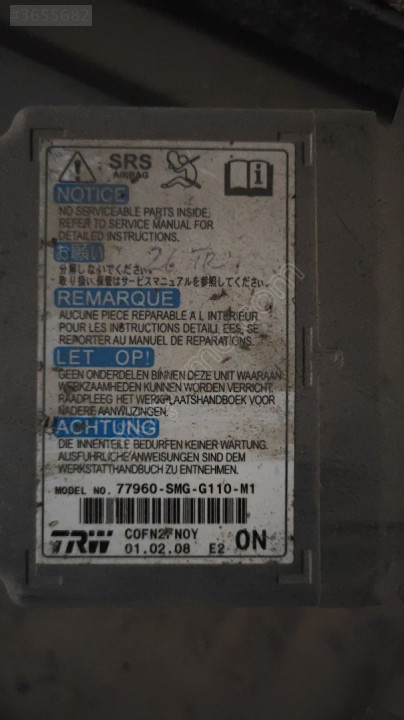 #3655682
SRS
AIRBAG
NOTICE
NO SERVICEABLE PARTS INSIDE.
REFER TO SERVICE MANUAL FOR
DETAILED INSTRUCTIONS.
お願い
26 TR
分解しないでください。
取り扱い、保管はサービスマニュアルを参照してください。
REMARQUE
AUCUNE PIECE REPARABLE A L INTERIEUR
POUR LES INSTRUCTIONS DETAILLEES, SE
REPORTER AU MANUEL DE REPARATIONS.
LET OP!
GEEN ONDERDELEN BINNEN DEZE UNIT WAARAAN
WERKZAAMHEDEN KUNNEN WORDEN VERRICHT.
RAADPLEEG HET WERKPLAATSHANDBOEK VOOR
NADERE AANWIJZINGEN.
ACHTUNG
DIE INNENTEILE BEDÜRFEN KEINER WARTUNG.
AUSFÜHRLICHE ANWEISUNGEN SIND DEM
WERKSTATTHANDBUCH ZU ENTNEHMEN.
MODEL NO. 77960-SMG-G110-M1
TRW
C0FN2FN0Y
01.02.08 E2 ON